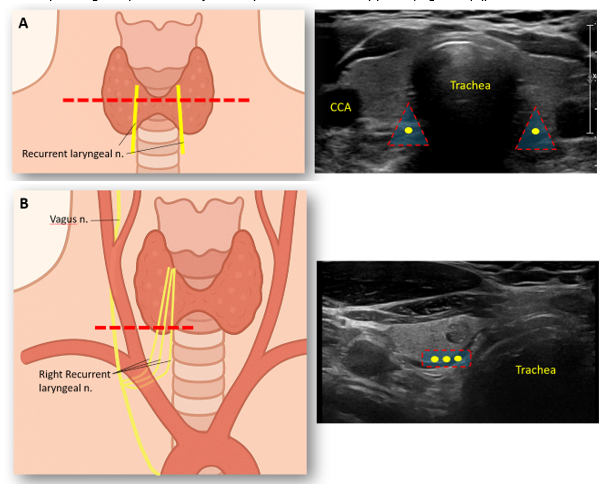 A
Recurrent laryngeal n.
CCA
Trachea
B
Vagus n.
Right Recurrent
laryngeal n.
Trachea